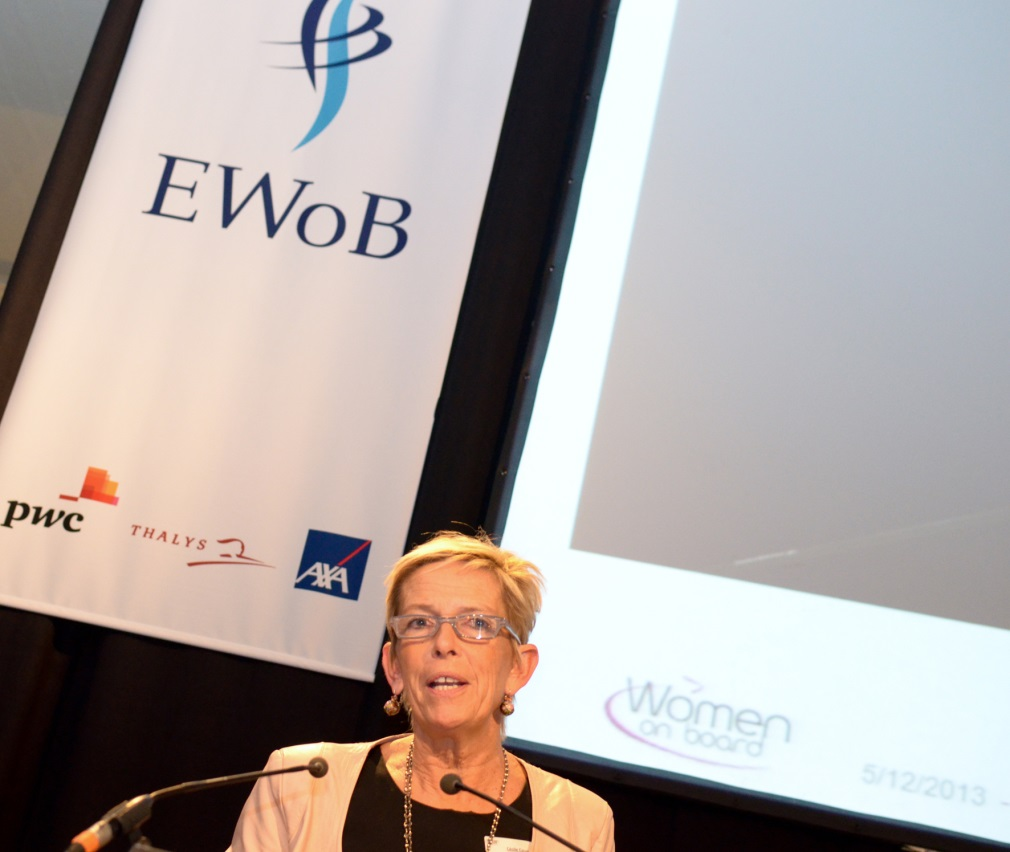 EWoB
pwc
THALYS
AXA
Women
on board
5/12/2013 -